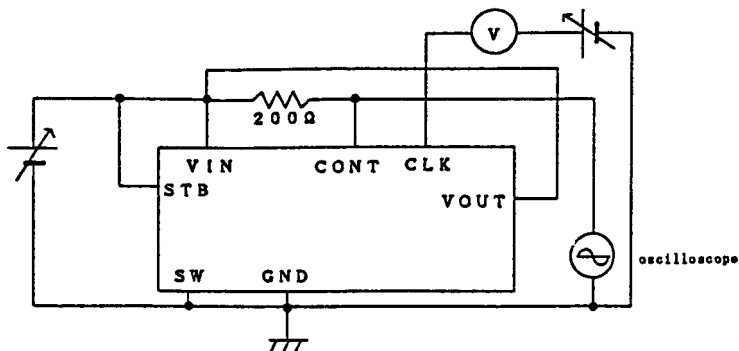 V
200Ω
VIN
CONT
CLK
STB
VOUT
SW
GND
oscilloscope